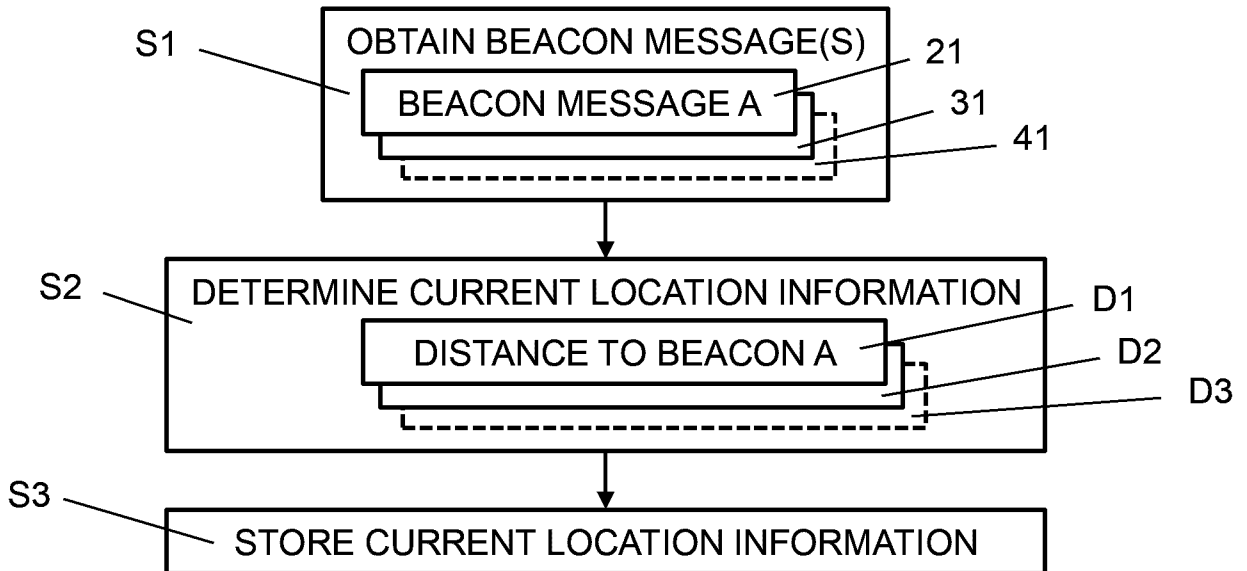 S1
OBTAIN BEACON MESSAGE(S)
21
BEACON MESSAGE A
31
41
S2
DETERMINE CURRENT LOCATION INFORMATION
D1
DISTANCE TO BEACON A
D2
D3
S3
STORE CURRENT LOCATION INFORMATION